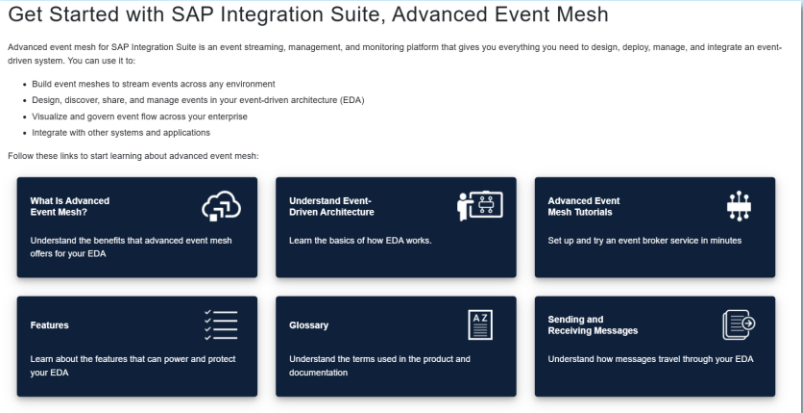 Get Started with SAP Integration Suite, Advanced Event Mesh
Advanced event mesh for SAP Integration Suite is an event streaming, management, and monitoring platform that gives you everything you need to design, deploy, manage, and integrate an event-
driven system. You can use it to:
• Build event meshes to stream events across any environment
• Design, discover, share, and manage events in your event-driven architecture (EDA)
• Visualize and govern event flow across your enterprise
• Integrate with other systems and applications
Follow these links to start learning about advanced event mesh:
What Is Advanced
Event Mesh?
Understand the benefits that advanced event mesh
offers for your EDA
Understand Event-
Driven Architecture
Learn the basics of how EDA works.
Advanced Event
Mesh Tutorials
Set up and try an event broker service in minutes
Features
Learn about the features that can power and protect
your EDA
Glossary
A Z
Understand the terms used in the product and
documentation
Sending and
Receiving Messages
Understand how messages travel through your EDA